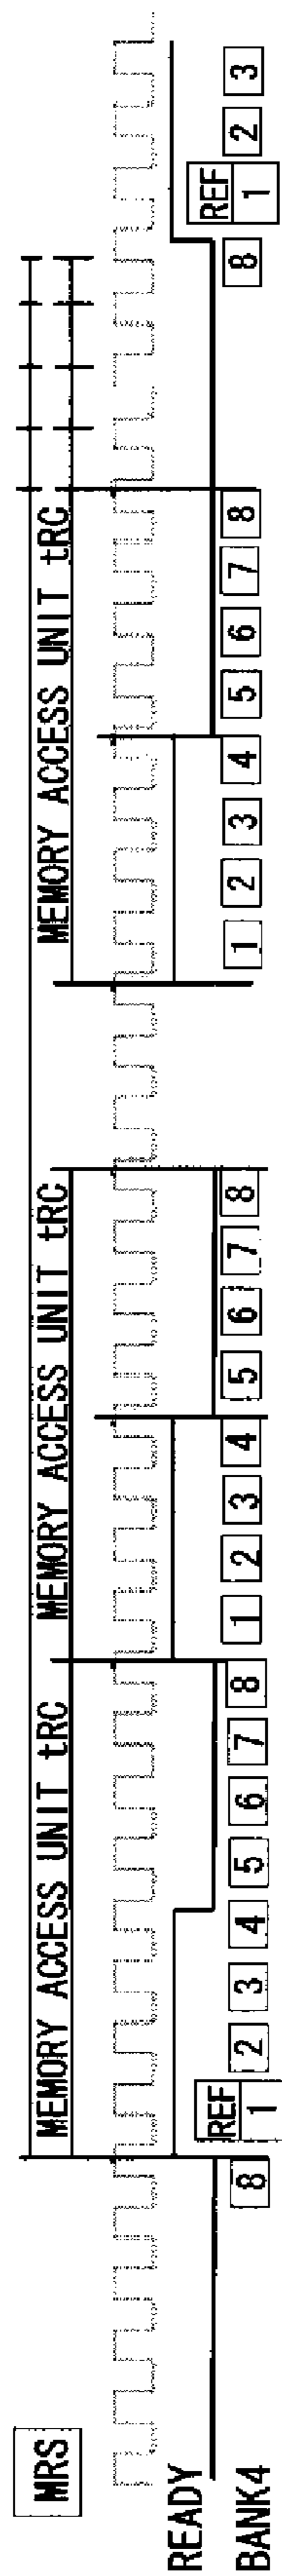 MRS
MEMORY ACCESS UNIT tRC MEMORY ACCESS UNIT tRC MEMORY ACCESS UNIT tRC
READY
REF REF
BANK4 8 1 2 3 4 5 6 7 8 1 2 3 4 5 6 7 8 1 2 3 4 5 6 7 8 8 1 2 3